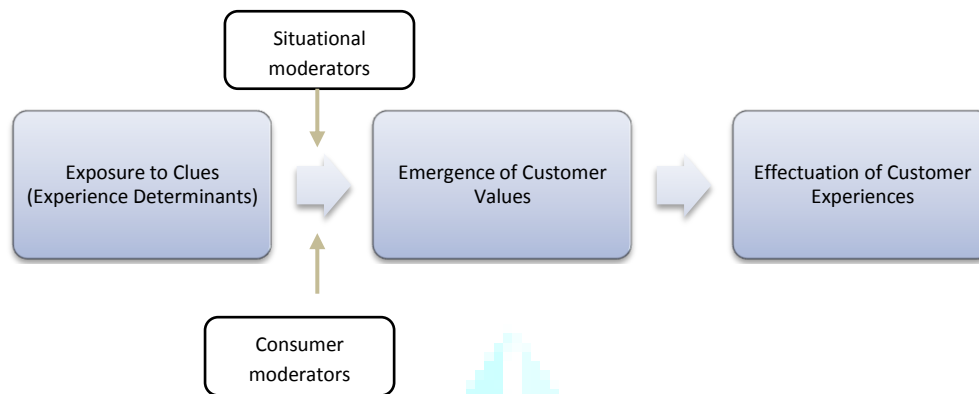 Situational
moderators
Exposure to Clues
(Experience Determinants)
Emergence of Customer
Values
Effectuation of Customer
Experiences
Consumer
moderators